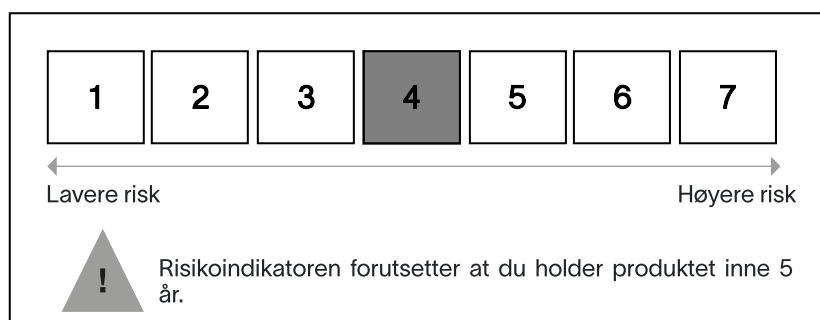 1 2 3 4 5 6 7
Lavere risk Høyere risk
! Risikoindikatoren forutsetter at du holder produktet inne 5
år.